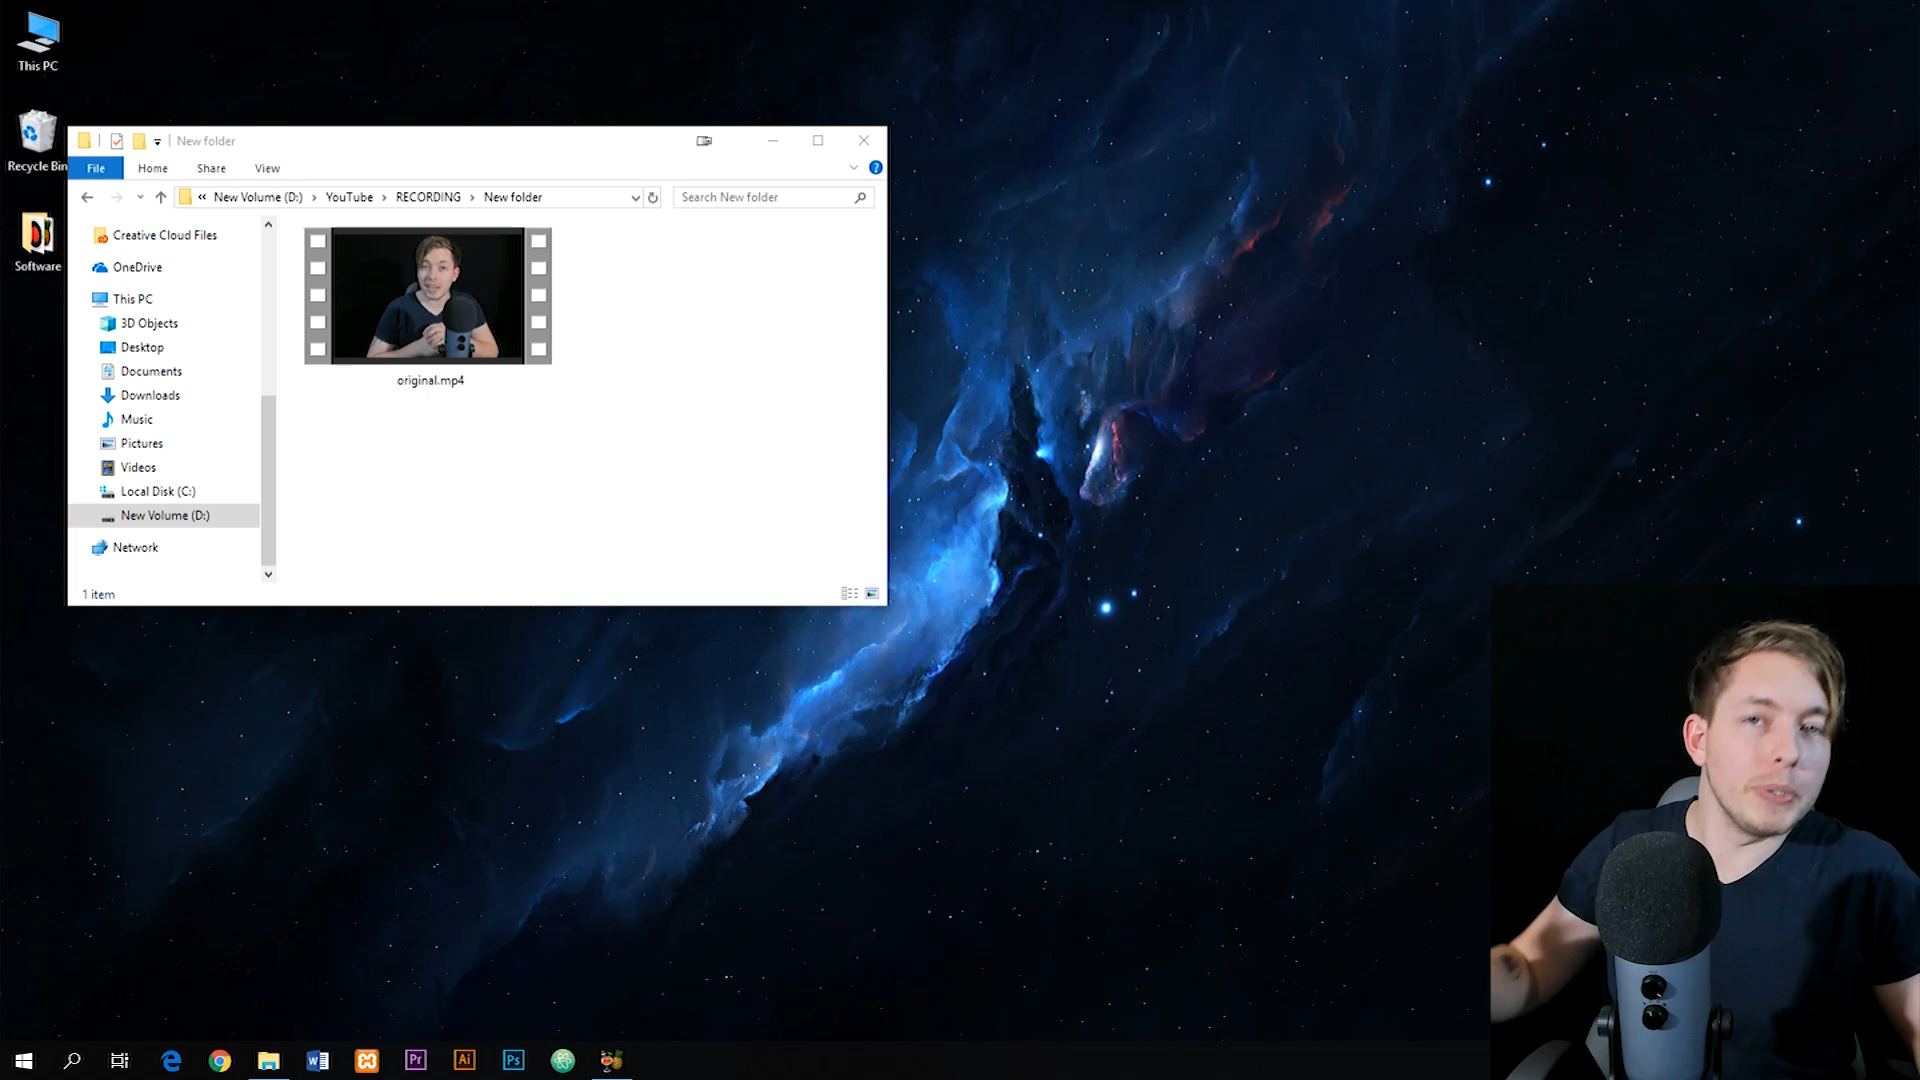 This PC
Recycle Bin
Software
New folder
File Home Share View
New Volume (D:) YouTube RECORDING New folder
Search New folder
Creative Cloud Files
OneDrive
This PC
3D Objects
Desktop
Documents
Downloads
Music
Pictures
Videos
Local Disk (C:)
New Volume (D:)
Network
original.mp4
1 item
Pr Ai Ps